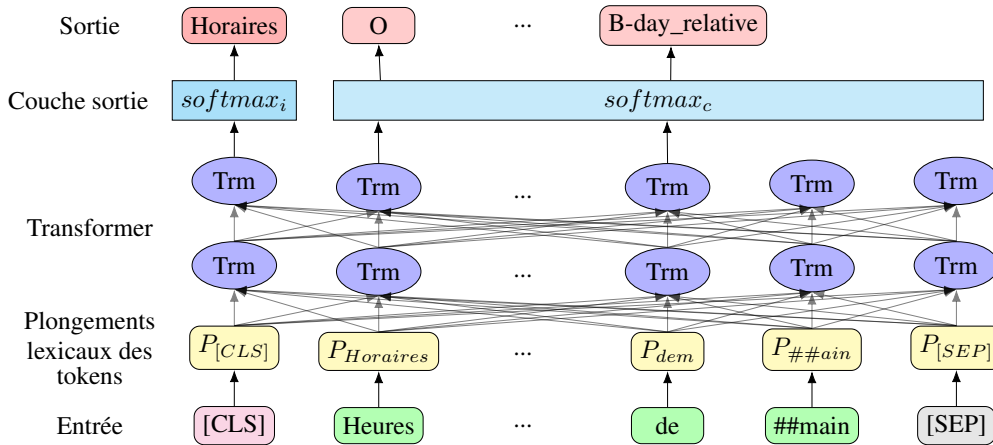 Sortie Horaires O ... B-day_relative
Couche sortie softmax_i softmax_c
Trm Trm ... Trm Trm Trm
Transformer
Trm Trm ... Trm Trm Trm
Plongements
lexicaux des
tokens
P_[CLS] P_Horaires ... P_dem P_##ain P_[SEP]
Entrée [CLS] Heures ... de ##main [SEP]